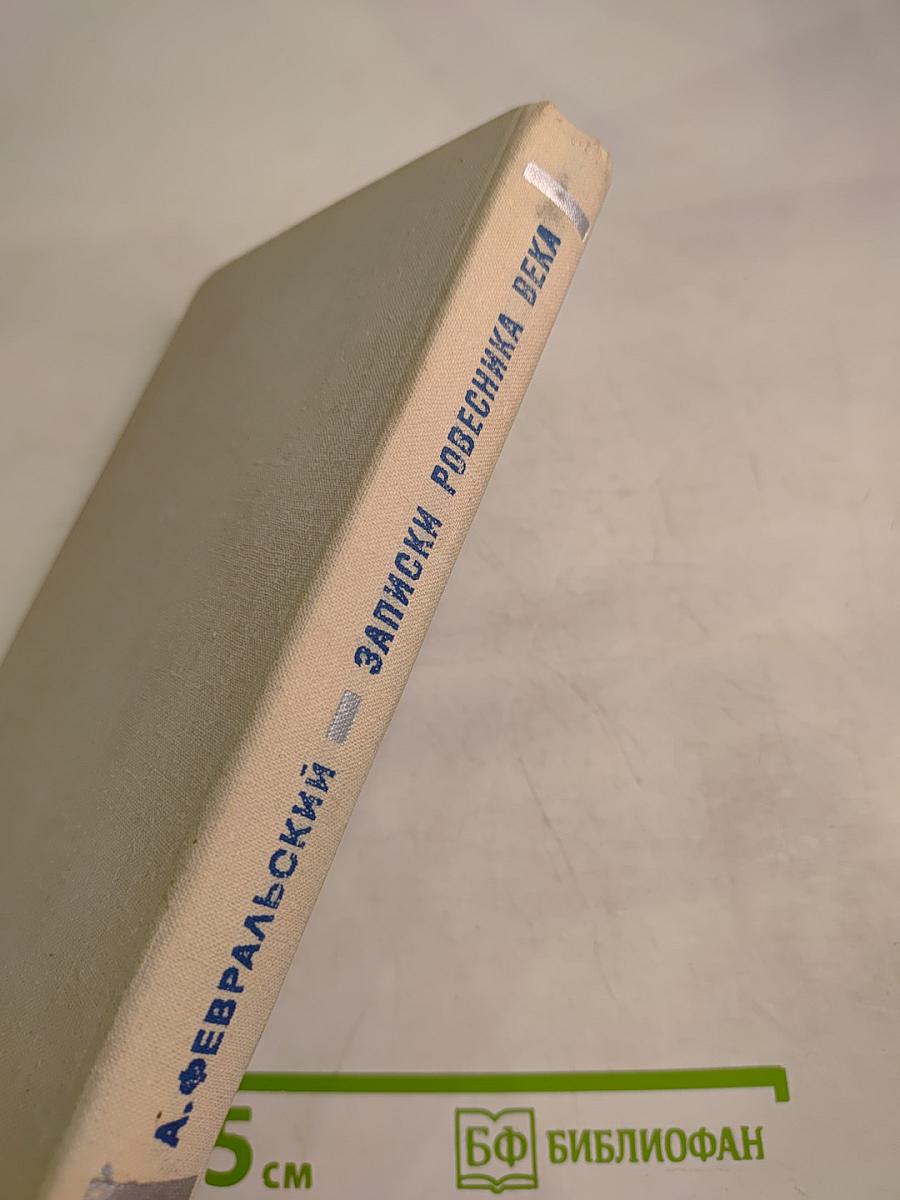 А. ФЕВРАЛЬСКИЙ — ЗАПИСКИ РОВЕСНИКА ВЕКА
5 см
БФ БИБЛИОФАН